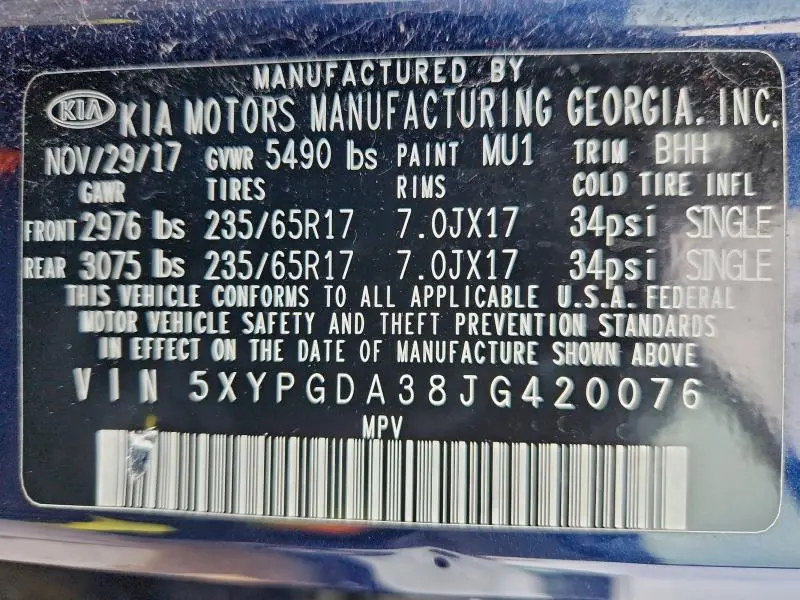 MANUFACTURED BY
KIA KIA MOTORS MANUFACTURING GEORGIA, INC.
NOV/29/17 GVWR 5490 lbs PAINT MU1 TRIM BHH
GAWR TIRES RIMS COLD TIRE INFL
FRONT 2976 lbs 235/65R17 7.0JX17 34psi SINGLE
REAR 3075 lbs 235/65R17 7.0JX17 34psi SINGLE
THIS VEHICLE CONFORMS TO ALL APPLICABLE U.S.A. FEDERAL
MOTOR VEHICLE SAFETY AND THEFT PREVENTION STANDARDS
IN EFFECT ON THE DATE OF MANUFACTURE SHOWN ABOVE
VIN 5XYPGDA38JG420076
MPV